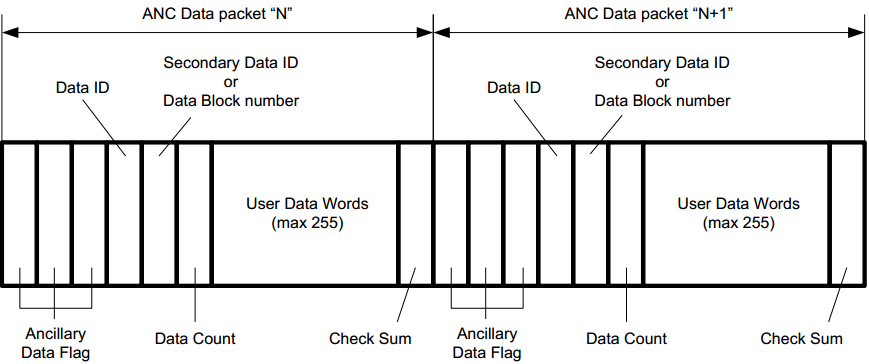 ANC Data packet “N”
ANC Data packet “N+1”
Secondary Data ID
or
Data Block number
Data ID
Secondary Data ID
or
Data Block number
Data ID
User Data Words
(max 255)
User Data Words
(max 255)
Ancillary
Data Flag
Data Count
Check Sum
Ancillary
Data Flag
Data Count
Check Sum